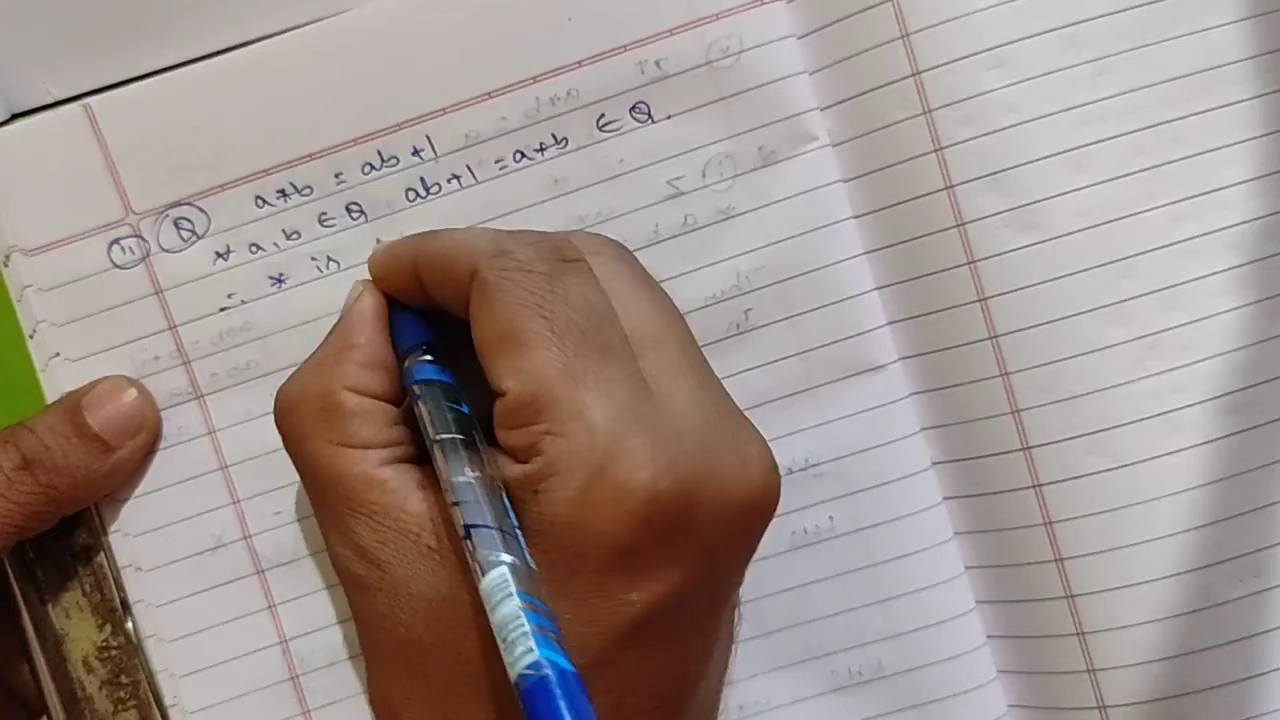 (ii) Q a*b = ab+1
∀ a,b ∈ Q ab+1 = a*b ∈ Q.
∴ * is